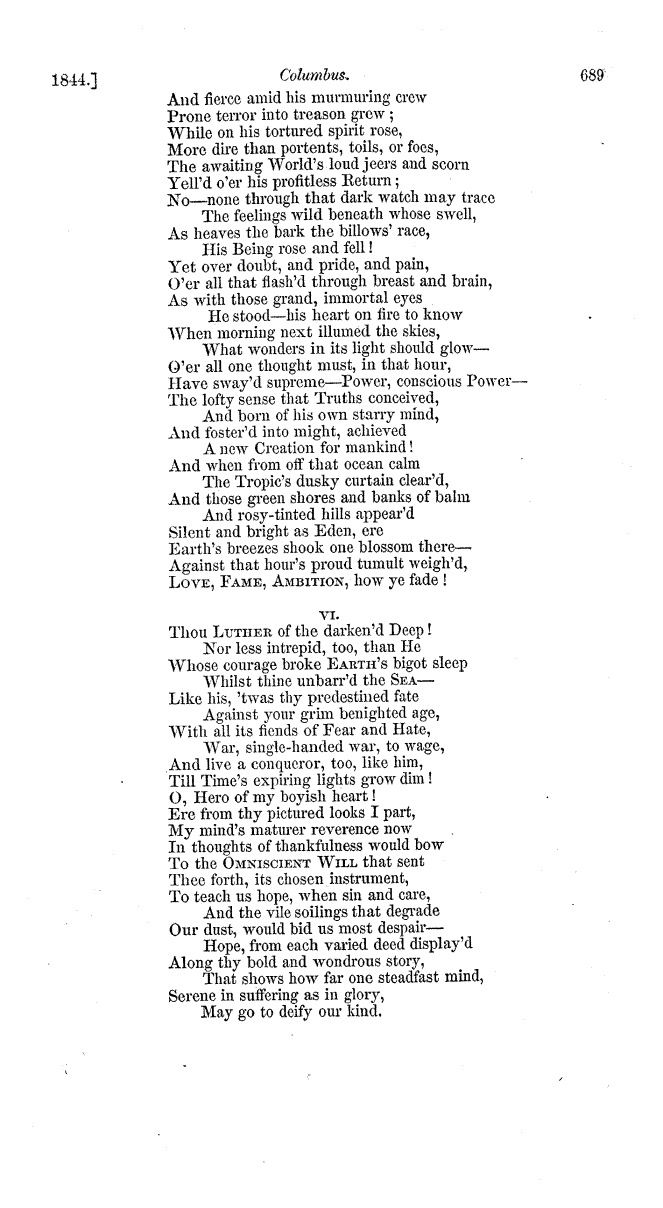 1844.] Columbus. 689
And fierce amid his murmuring crew
Prone terror into treason grew ;
While on his tortured spirit rose,
More dire than portents, toils, or foes,
The awaiting World's loud jeers and scorn
Yell'd o'er his profitless Return ;
No—none through that dark watch may trace
The feelings wild beneath whose swell,
As heaves the bark the billows' race,
His Being rose and fell !
Yet over doubt, and pride, and pain,
O'er all that flash'd through breast and brain,
As with those grand, immortal eyes
He stood—his heart on fire to know
When morning next illumed the skies,
What wonders in its light should glow—
O'er all one thought must, in that hour,
Have sway'd supreme—Power, conscious Power—
The lofty sense that Truths conceived,
And born of his own starry mind,
And foster'd into might, achieved
A new Creation for mankind !
And when from off that ocean calm
The Tropic's dusky curtain clear'd,
And those green shores and banks of balm
And rosy-tinted hills appear'd
Silent and bright as Eden, ere
Earth's breezes shook one blossom there—
Against that hour's proud tumult weigh'd,
LOVE, FAME, AMBITION, how ye fade !
VI.
Thou LUTHER of the darken'd Deep !
Nor less intrepid, too, than He
Whose courage broke EARTH's bigot sleep
Whilst thine unbarr'd the SEA—
Like his, 'twas thy predestined fate
Against your grim benighted age,
With all its fiends of Fear and Hate,
War, single-handed war, to wage,
And live a conqueror, too, like him,
Till Time's expiring lights grow dim !
O, Hero of my boyish heart !
Ere from thy pictured looks I part,
My mind's maturer reverence now
In thoughts of thankfulness would bow
To the OMNISCIENT WILL that sent
Thee forth, its chosen instrument,
To teach us hope, when sin and care,
And the vile soilings that degrade
Our dust, would bid us most despair—
Hope, from each varied deed display'd
Along thy bold and wondrous story,
That shows how far one steadfast mind,
Serene in suffering as in glory,
May go to deify our kind.